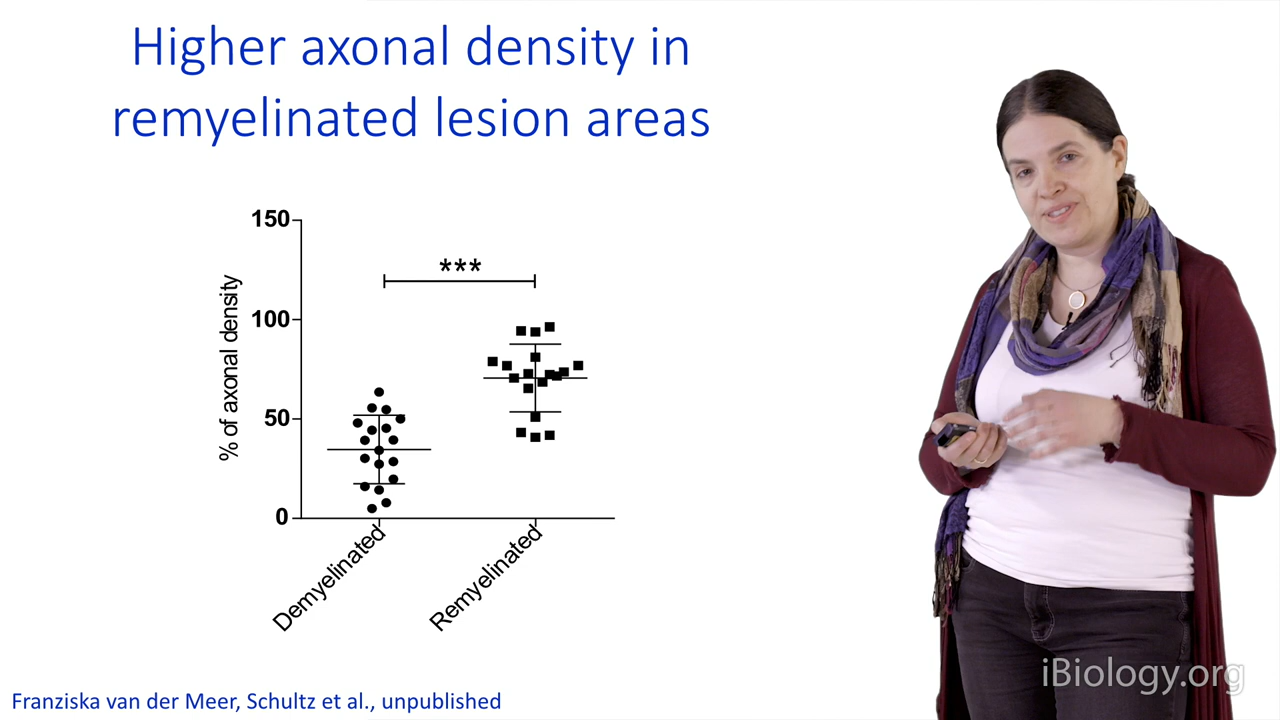 Higher axonal density in
remyelinated lesion areas
150
***
100
% of axonal density
50
0
Demyelinated
Remyelinated
iBiology.org
Franziska van der Meer, Schultz et al., unpublished